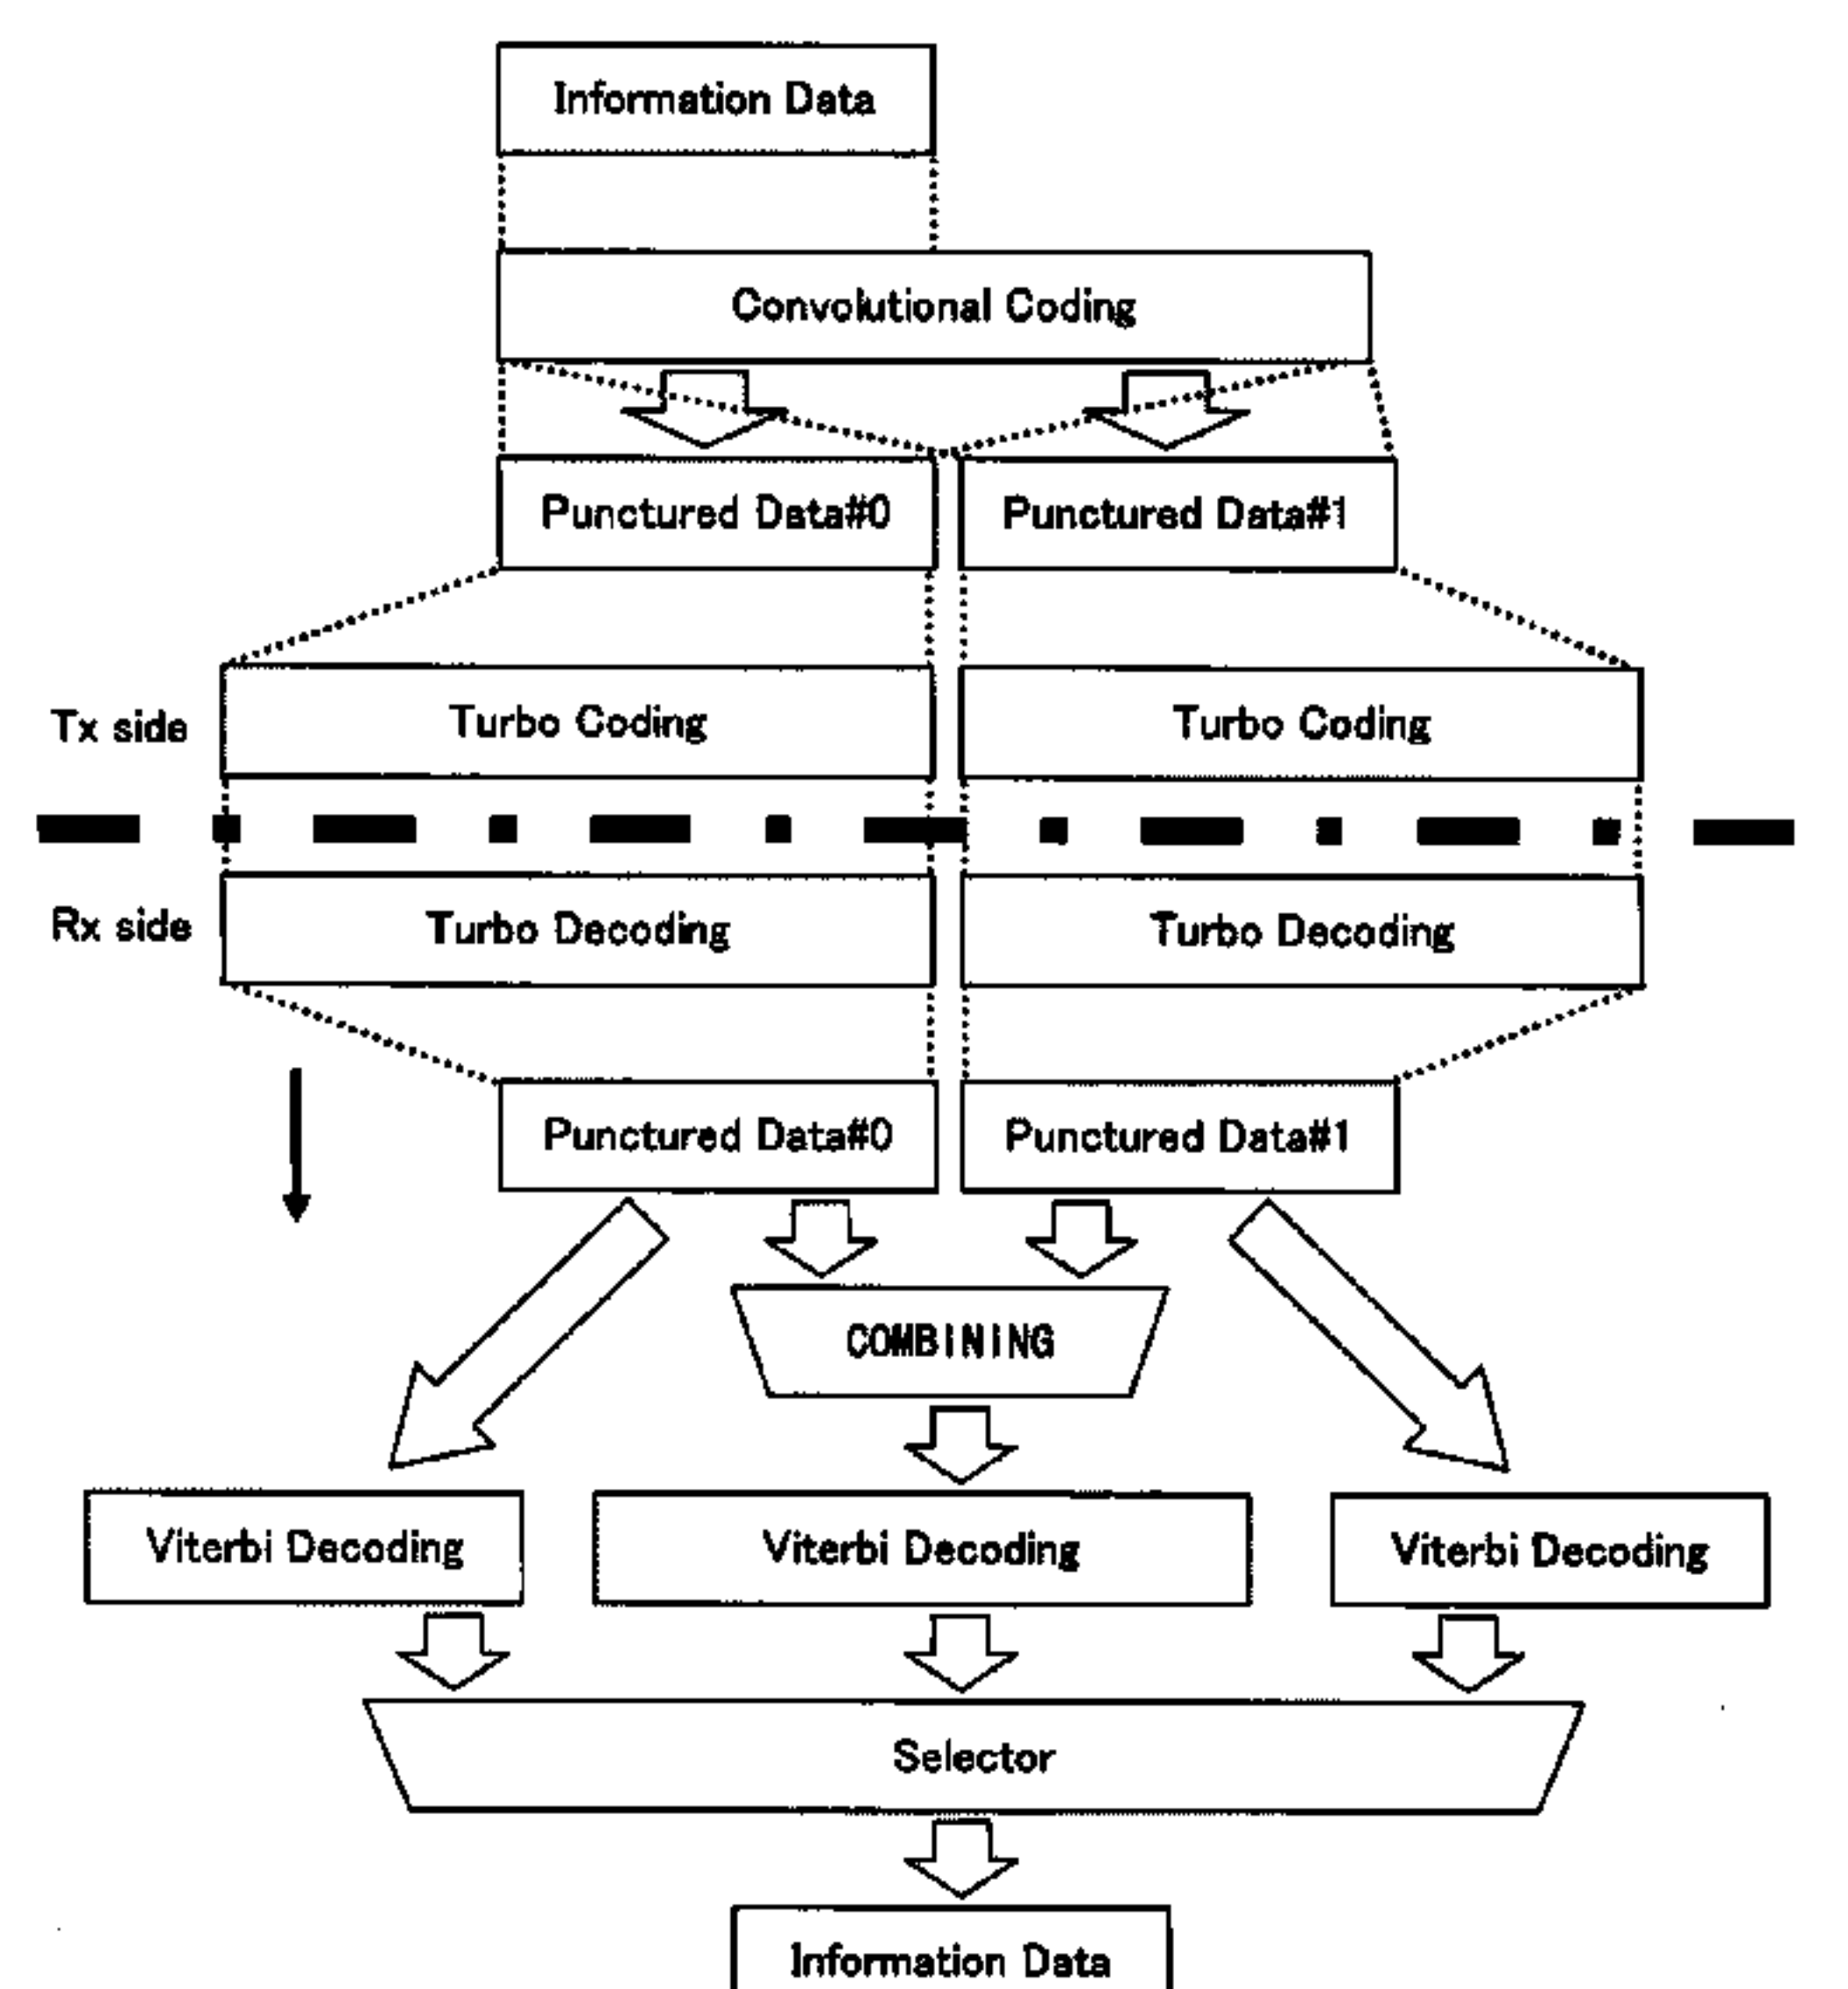 Information Data
Convolutional Coding
Punctured Data#0
Punctured Data#1
Tx side
Turbo Coding
Turbo Coding
Rx side
Turbo Decoding
Turbo Decoding
Punctured Data#0
Punctured Data#1
COMBINING
Viterbi Decoding
Viterbi Decoding
Viterbi Decoding
Selector
Information Data